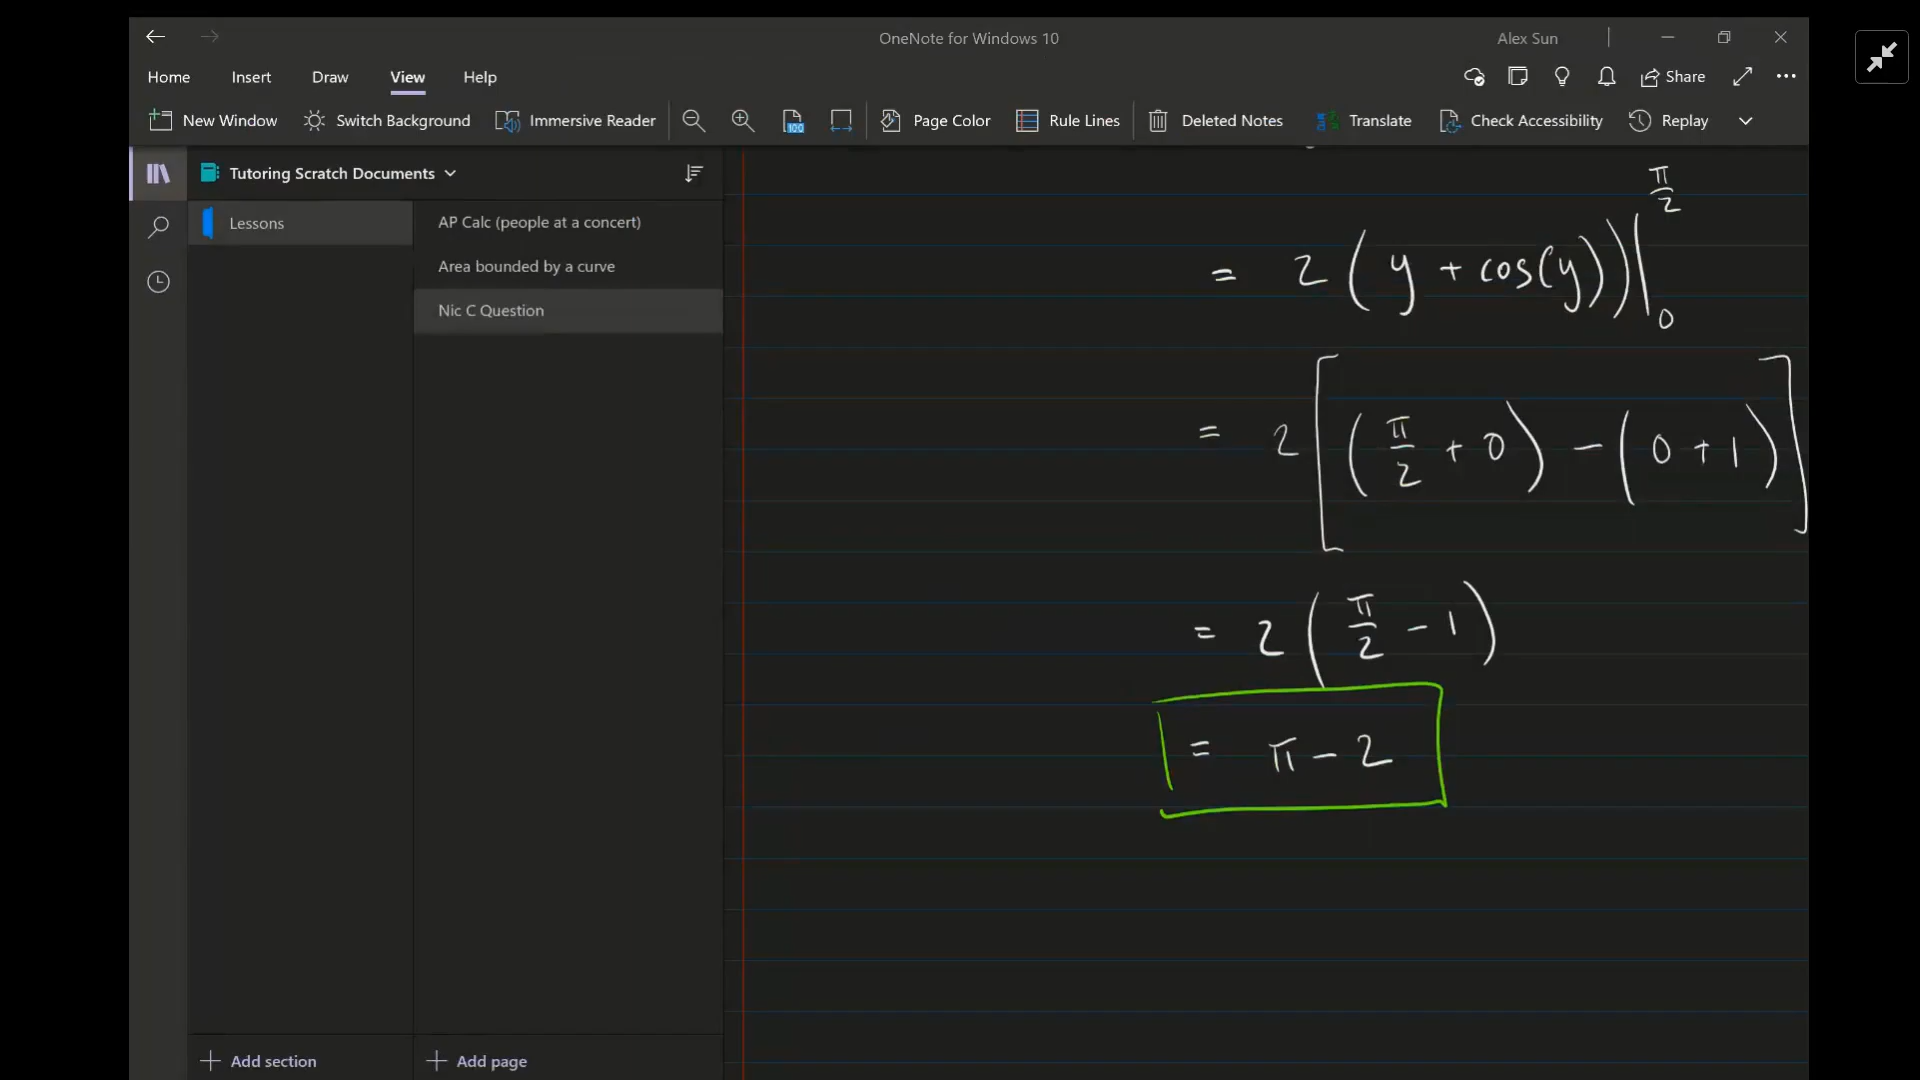 OneNote for Windows 10
Alex Sun
Home Insert Draw View Help
Share
New Window Switch Background Immersive Reader 100 Page Color Rule Lines Deleted Notes Translate Check Accessibility Replay
Tutoring Scratch Documents
Lessons
AP Calc (people at a concert)
Area bounded by a curve
Nic C Question
= 2 ( y + cos(y) ) |₀^(π/2)
= 2 [ ( π/2 + 0 ) - ( 0 + 1 ) ]
= 2 ( π/2 - 1 )
= π - 2
Add section
Add page